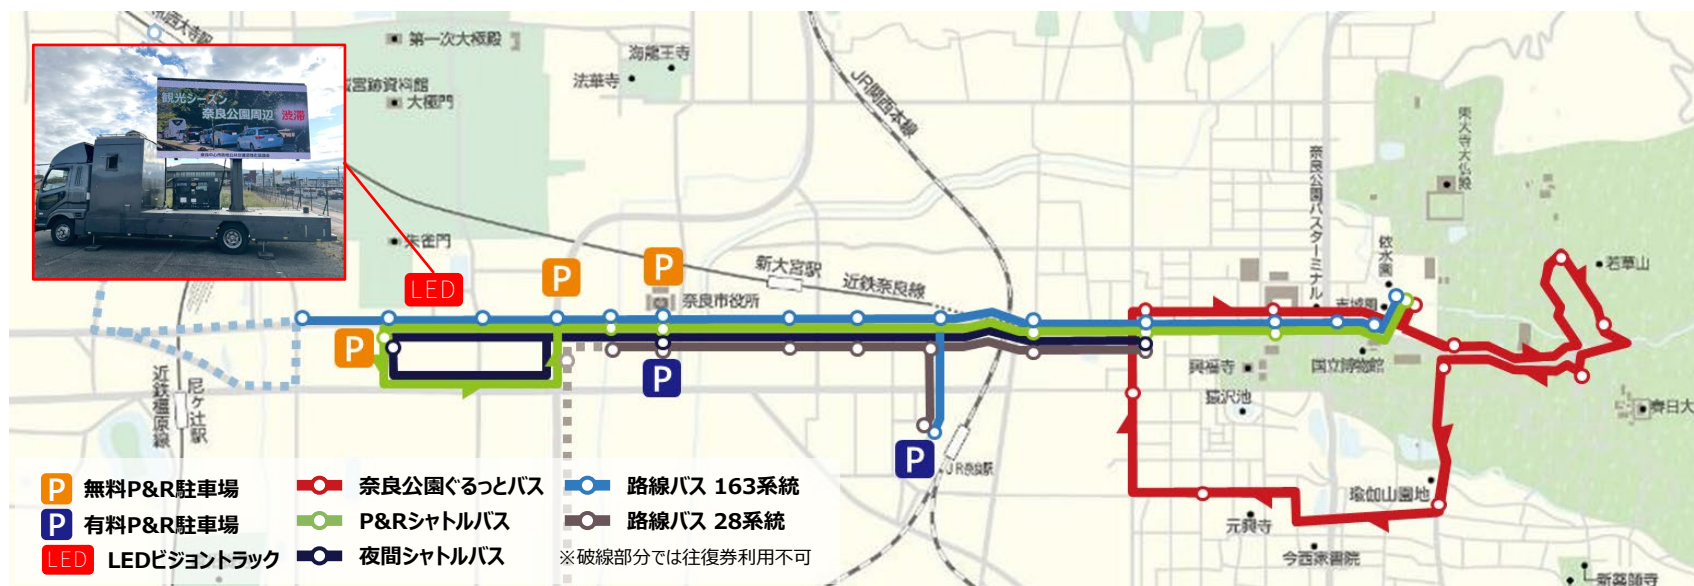 大和西大寺駅
第一次大極殿
海龍王寺
法華寺
宮跡資料館
大極門
JR関西本線
観光シーズン
奈良公園周辺 渋滞
東大寺大仏殿
奈良公園バスターミナル
依水園
若草山
朱雀門
LED
P
P
新大宮駅
近鉄奈良線
奈良市役所
吉城園
P
P
興福寺
国立博物館
猿沢池
春日大
近鉄橿原線
尼ヶ辻駅
P
JR奈良駅
瑜伽山園地
元興寺
今西家書院
新薬師寺
P 無料P&R駐車場
P 有料P&R駐車場
LED LEDビジョントラック
奈良公園ぐるっとバス
P&Rシャトルバス
夜間シャトルバス
路線バス 163系統
路線バス 28系統
※破線部分では往復券利用不可